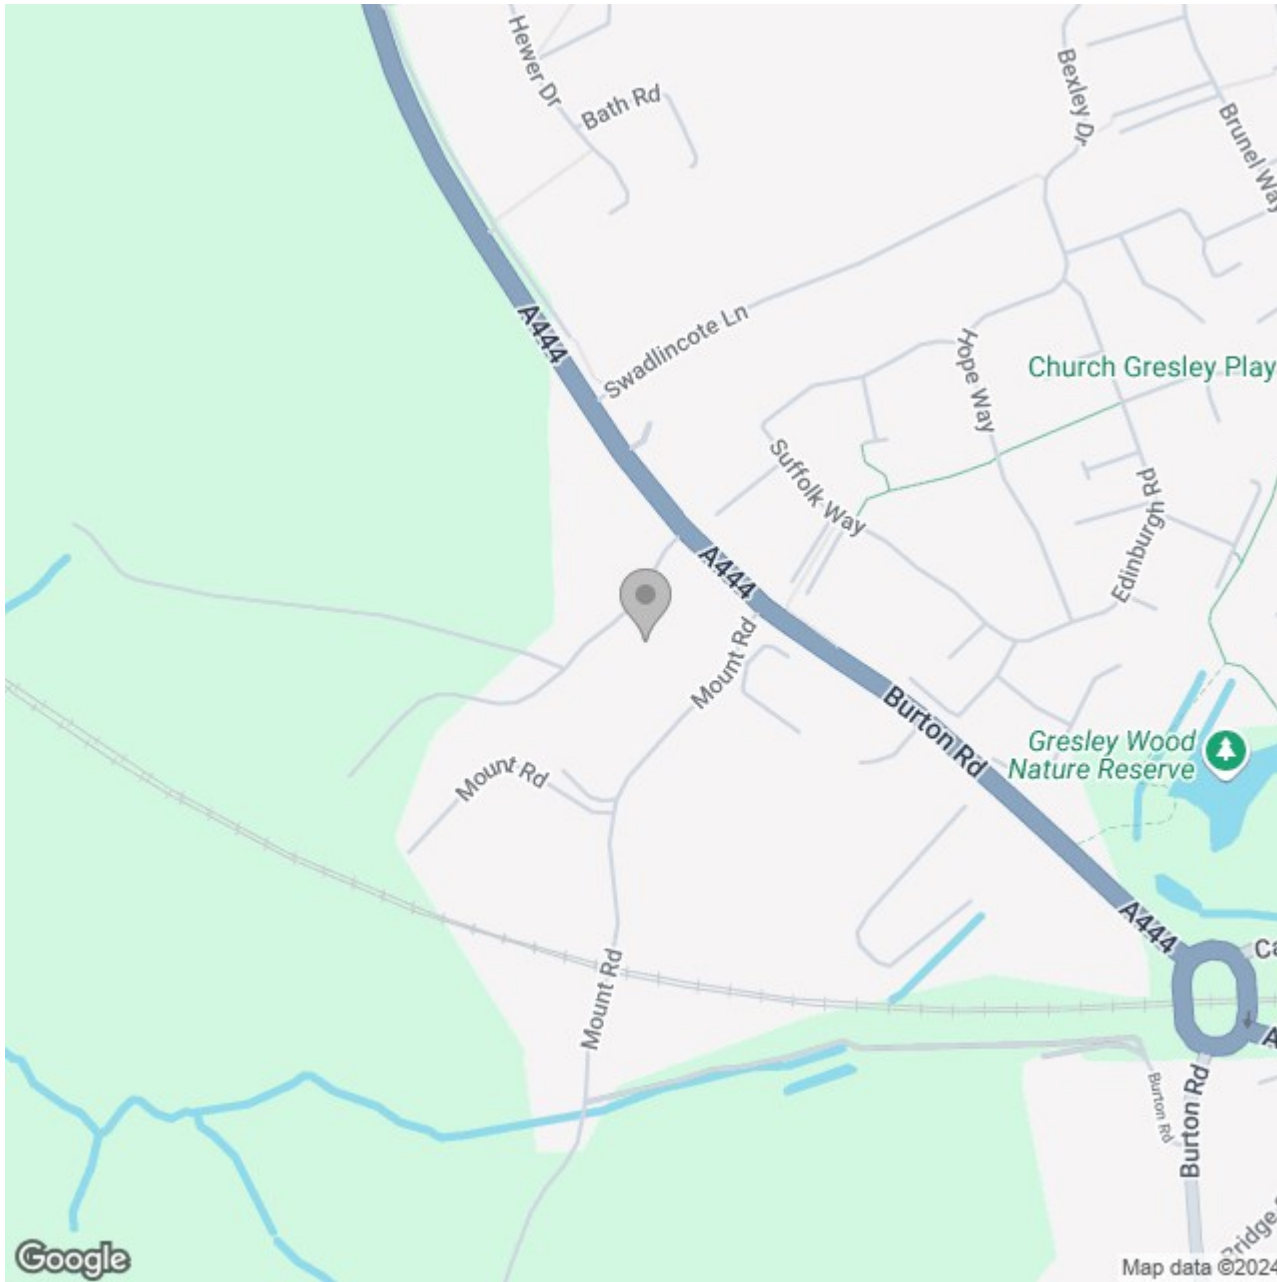 Hewer Dr
Bath Rd
Bexley Dr
Brunel Way
A444
Swadlincote Ln
Hope Way
Church Gresley Play
Suffolk Way
Edinburgh Rd
A444
Mount Rd
Burton Rd
Gresley Wood
Nature Reserve
Mount Rd
A444
Ca
Mount Rd
A
Burton Rd
Burton Rd
Bridge
Google
Map data ©2024